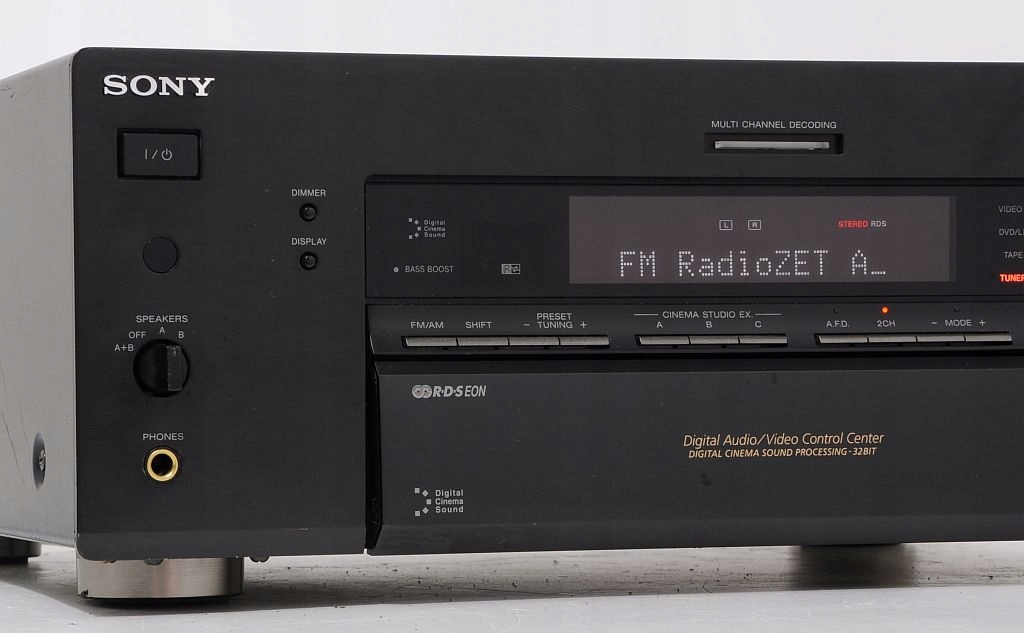 SONY
MULTI CHANNEL DECODING
I/⏻
DIMMER
DISPLAY
Digital
Cinema
Sound
BASS BOOST
L R
STEREO RDS
FM RadioZET A_
VIDEO
TAPE
SPEAKERS
OFF A B
A+B
FM/AM SHIFT
PRESET
− TUNING +
CINEMA STUDIO EX.
A B C
A.F.D. 2CH − MODE +
R·D·S EON
PHONES
Digital Audio/Video Control Center
DIGITAL CINEMA SOUND PROCESSING-32BIT
Digital
Cinema
Sound